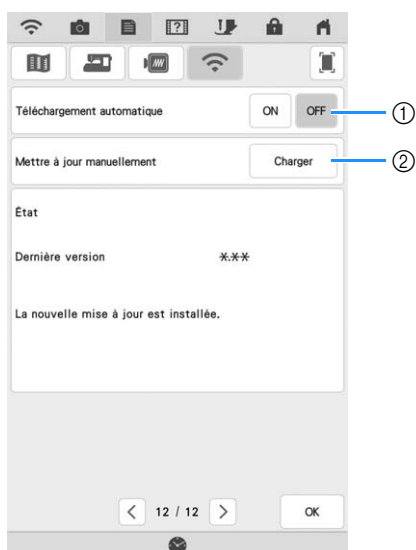 Téléchargement automatique ON OFF ①
Mettre à jour manuellement Charger ②
État
Dernière version *.**
La nouvelle mise à jour est installée.
12 / 12
OK